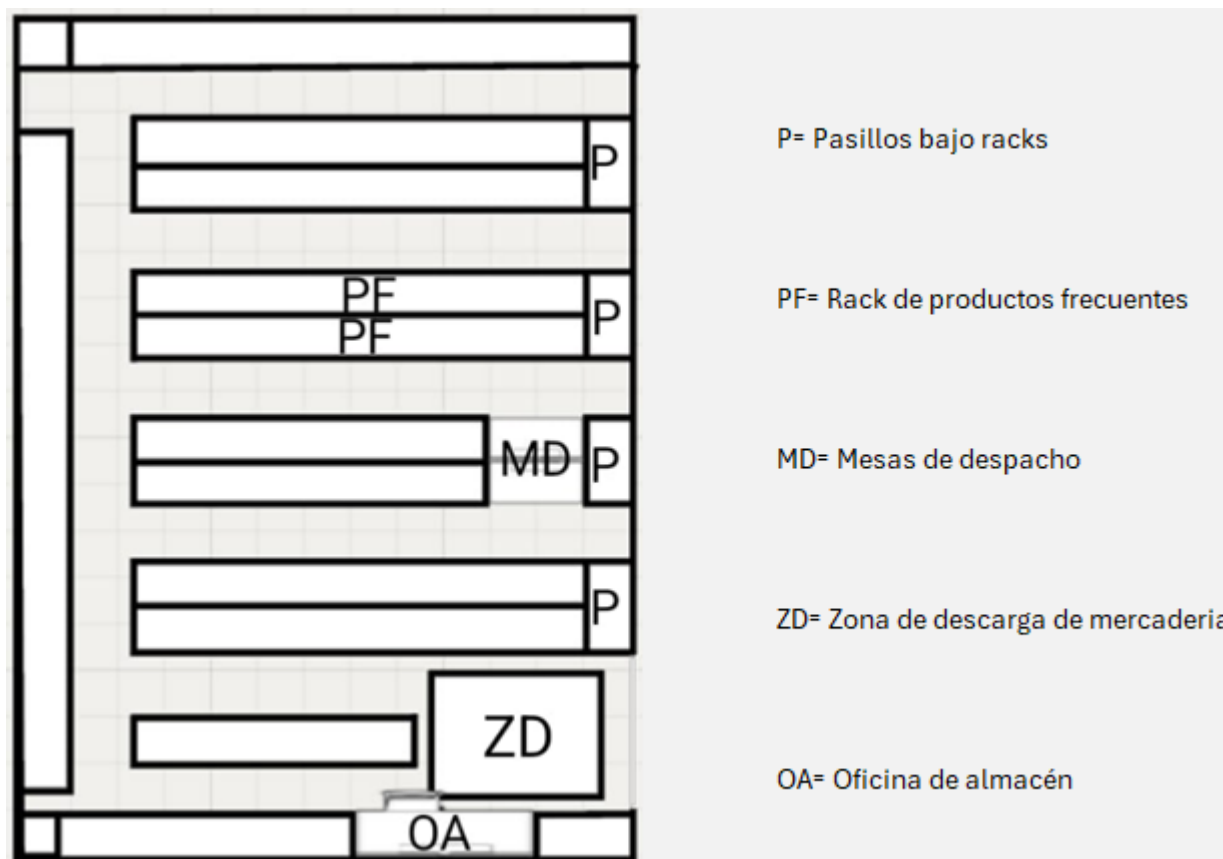 P
P= Pasillos bajo racks
PF
PF
P
PF= Rack de productos frecuentes
MD
P
MD= Mesas de despacho
P
ZD= Zona de descarga de mercaderia
ZD
OA= Oficina de almacén
OA